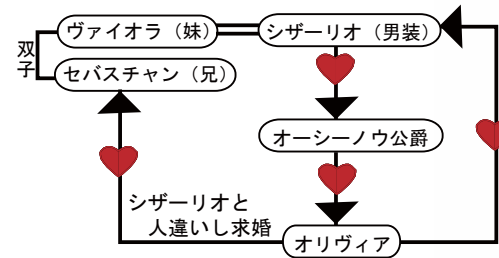 双子
ヴァイオラ（妹）
シザーリオ（男装）
セバスチャン（兄）
オーシーノウ公爵
シザーリオと
人違いし求婚
オリヴィア